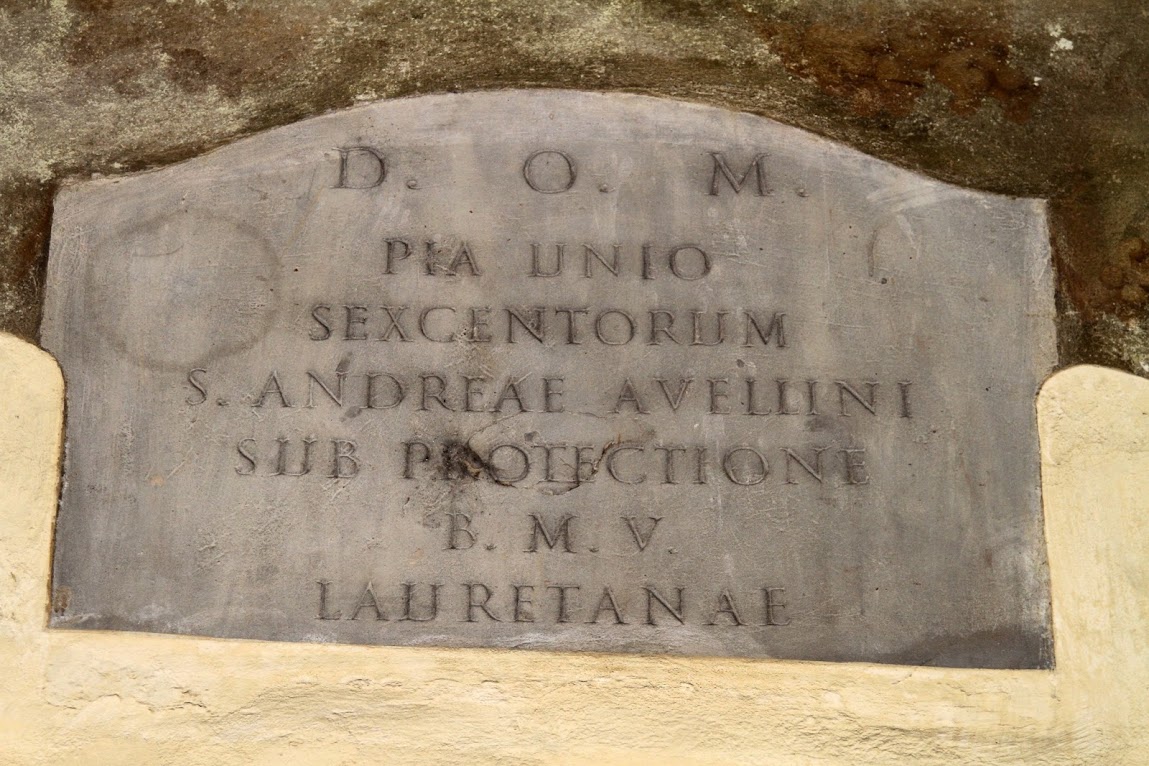 D. O. M.
PIA UNIO
SEXCENTORUM
S. ANDREAE AVELLINI
SUB PROTECTIONE
B. M. V.
LAURETANAE